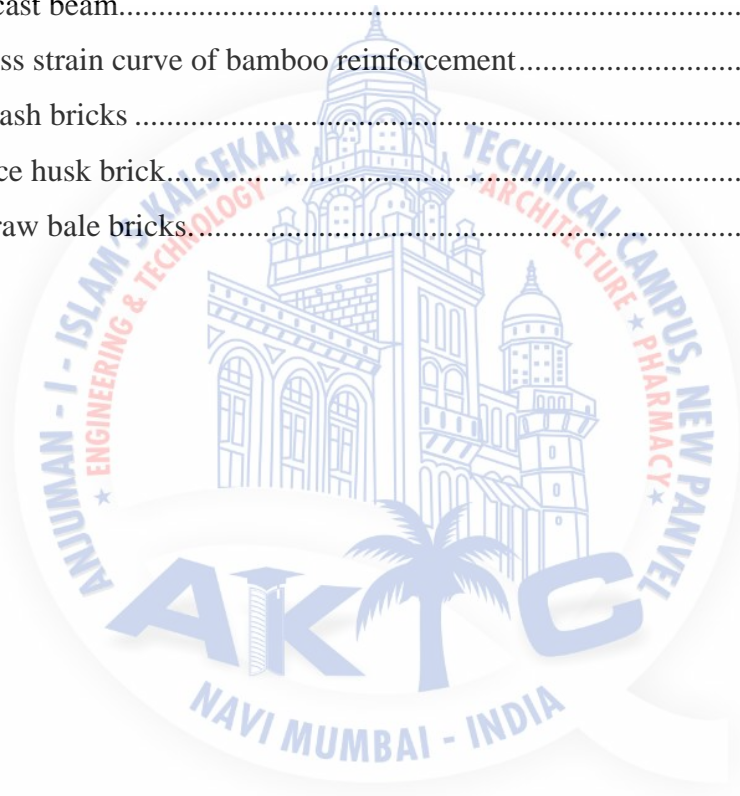 cast beam........................................................................
ss strain curve of bamboo reinforcement..........................
ash bricks ......................................................................
ce husk brick..................................................................
raw bale bricks...............................................................
ANJUMAN - I - ISLAM'S KALSEKAR TECHNICAL CAMPUS, NEW PANVEL
★ ENGINEERING & TECHNOLOGY ★ ARCHITECTURE ★ PHARMACY ★
AKTC
NAVI MUMBAI - INDIA